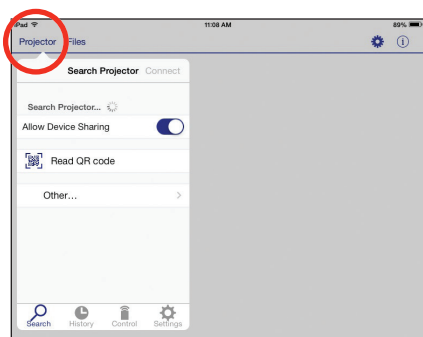 iPad 11:08 AM 89%
Projector Files
Search Projector Connect
Search Projector...
Allow Device Sharing
Read QR code
Other...
Search History Control Settings